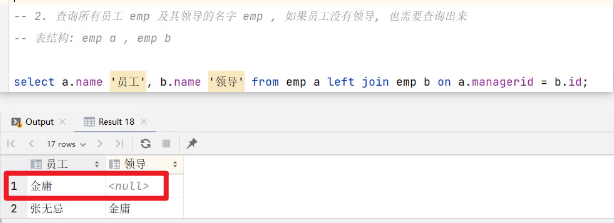 -- 2. 查询所有员工 emp 及其领导的名字 emp , 如果员工没有领导, 也需要查询出来
-- 表结构: emp a , emp b
select a.name '员工', b.name '领导' from emp a left join emp b on a.managerid = b.id;
Output Result 18
17 rows
员工 领导
1 金庸 <null>
2 张无忌 金庸